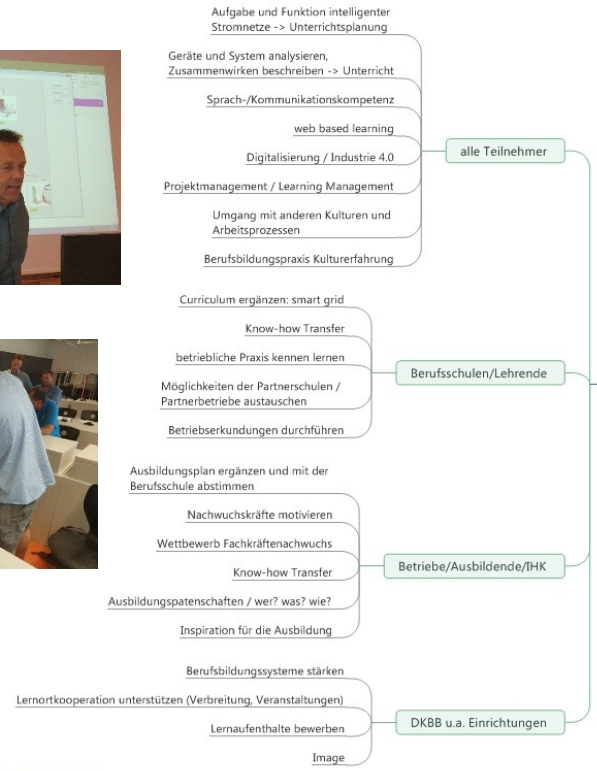 Aufgabe und Funktion intelligenter
Stromnetze -> Unterrichtsplanung
Geräte und System analysieren,
Zusammenwirken beschreiben -> Unterricht
Sprach-/Kommunikationskompetenz
web based learning
Digitalisierung / Industrie 4.0
Projektmanagement / Learning Management
Umgang mit anderen Kulturen und
Arbeitsprozessen
Berufsbildungspraxis Kulturerfahrung
alle Teilnehmer
Curriculum ergänzen: smart grid
Know-how Transfer
betriebliche Praxis kennen lernen
Möglichkeiten der Partnerschulen /
Partnerbetriebe austauschen
Betriebserkundungen durchführen
Berufsschulen/Lehrende
Ausbildungsplan ergänzen und mit der
Berufsschule abstimmen
Nachwuchskräfte motivieren
Wettbewerb Fachkräftenachwuchs
Know-how Transfer
Ausbildungspatenschaften / wer? was? wie?
Inspiration für die Ausbildung
Betriebe/Ausbildende/IHK
Berufsbildungssysteme stärken
Lernortkooperation unterstützen (Verbreitung, Veranstaltungen)
Lernaufenthalte bewerben
Image
DKBB u.a. Einrichtungen